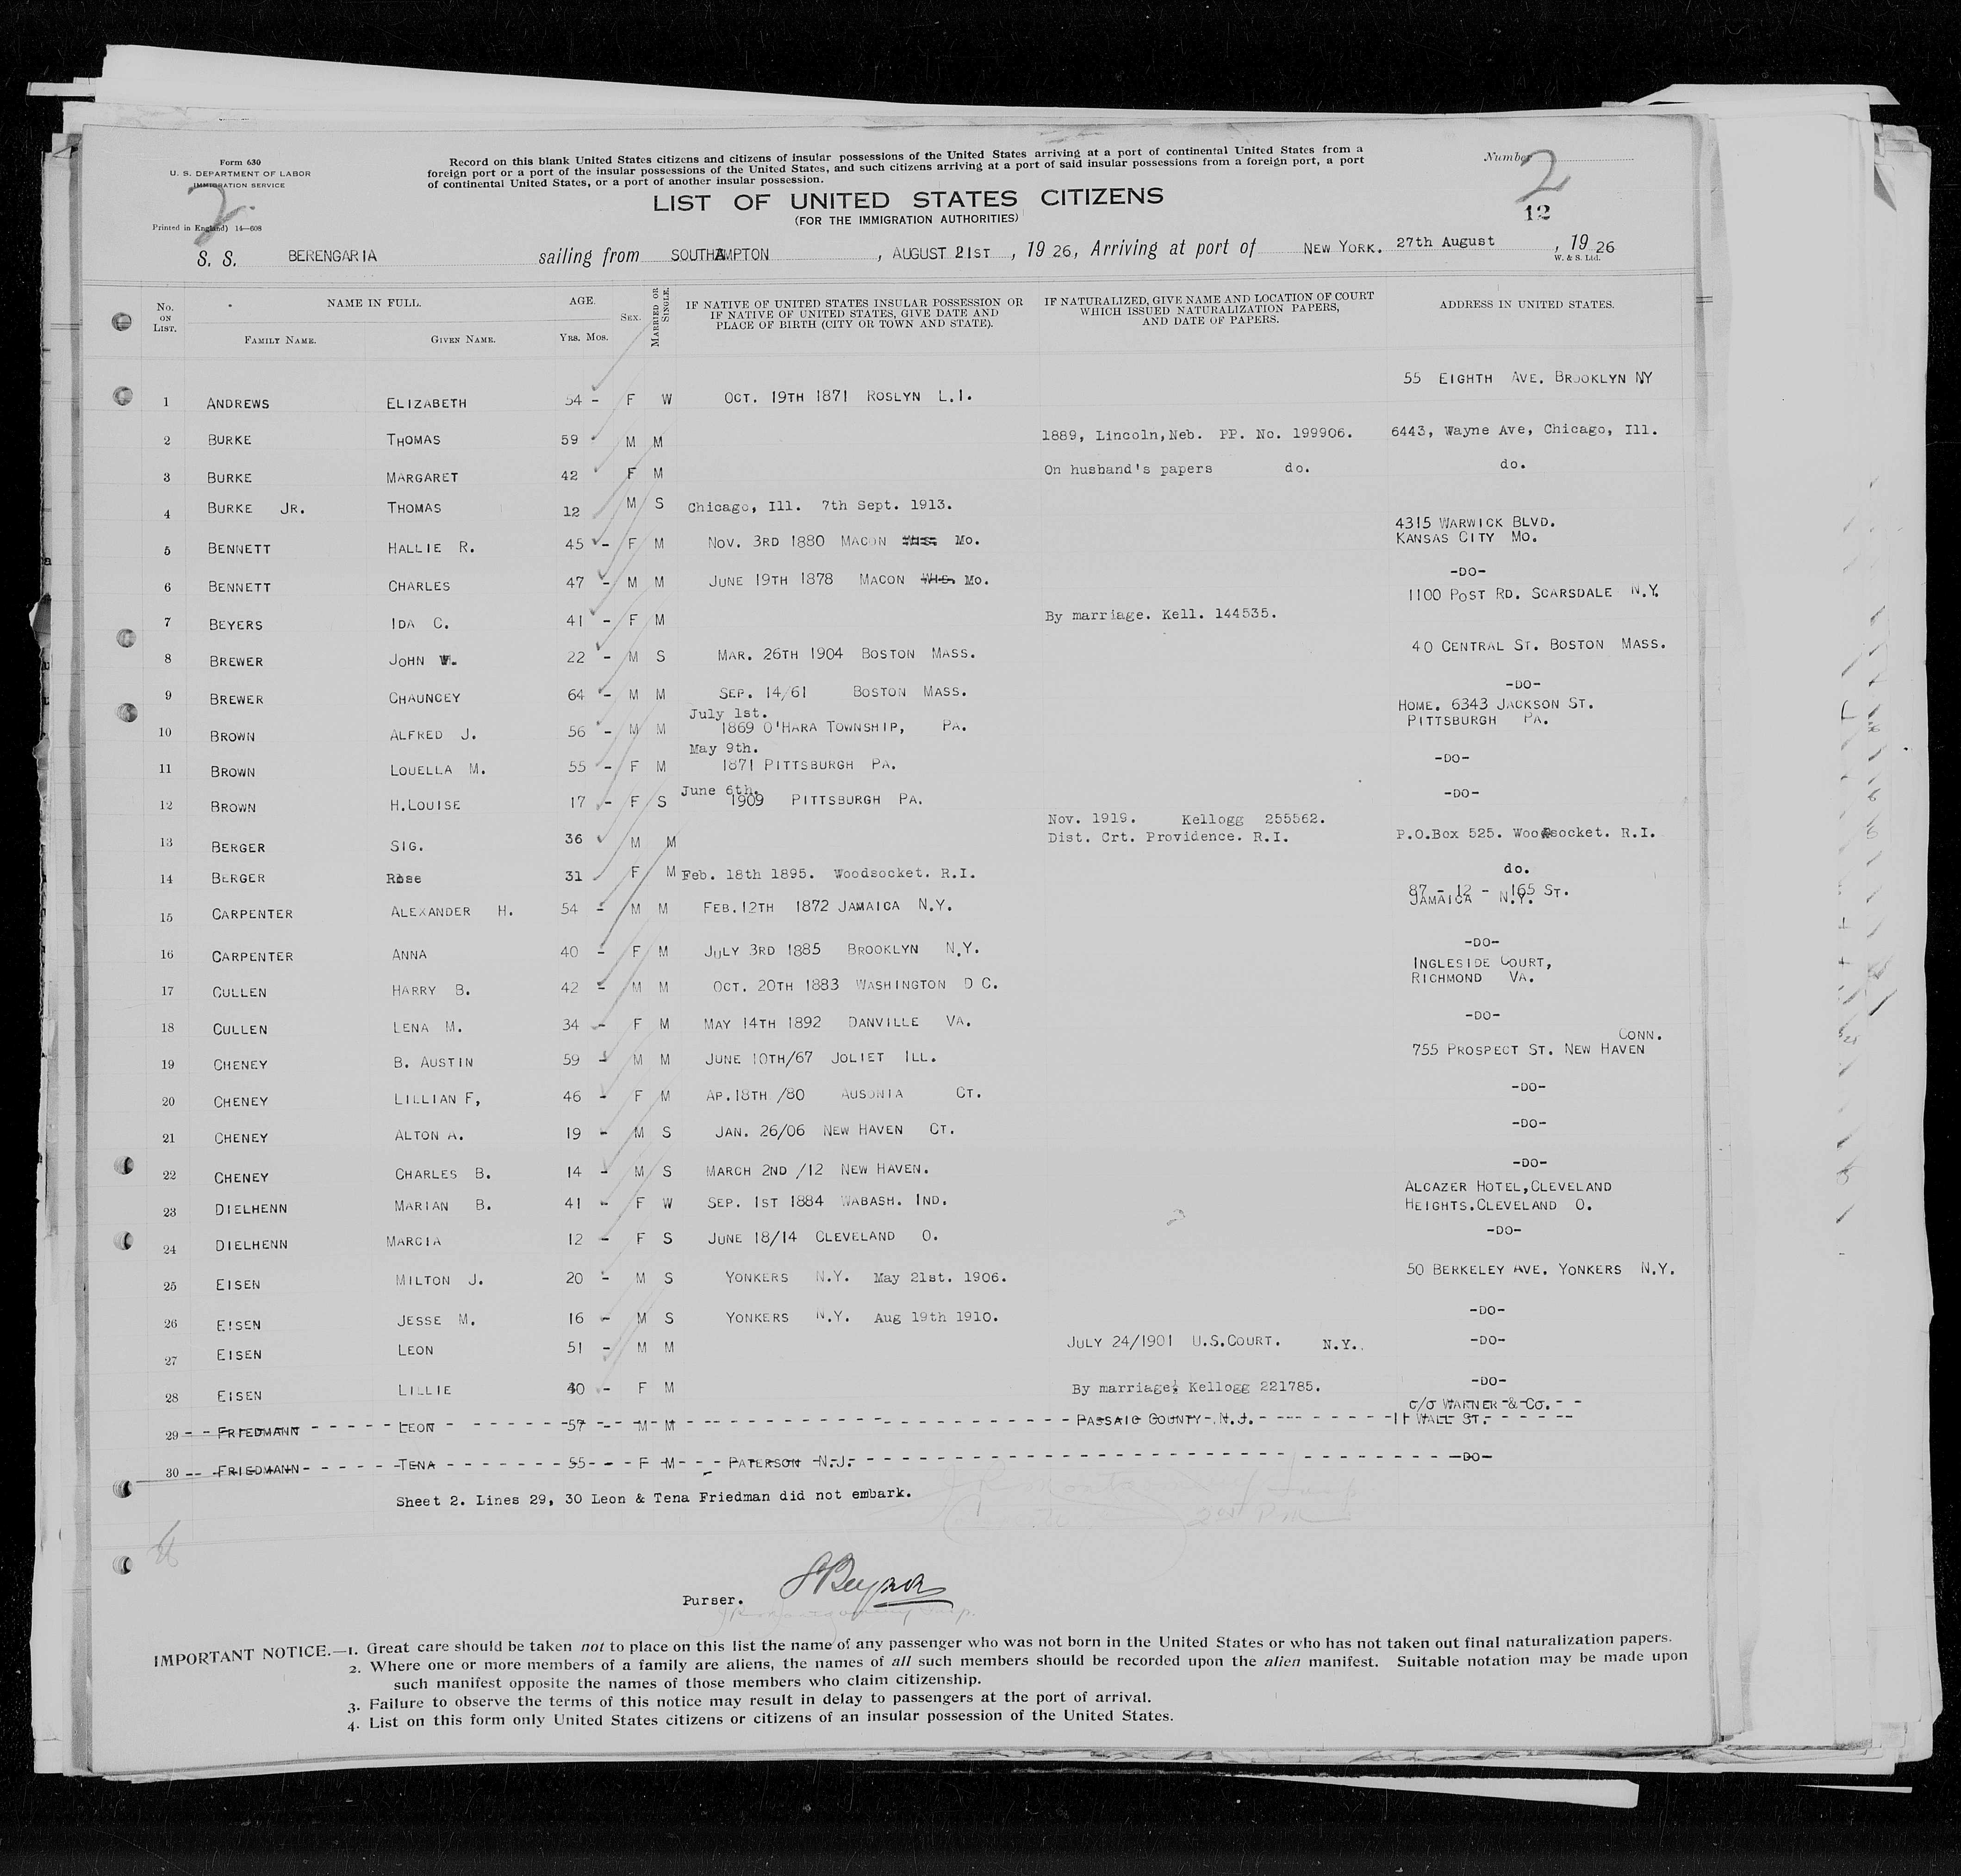 Form 630
U. S. DEPARTMENT OF LABOR
IMMIGRATION SERVICE
Printed in England) 14—608
2
Record on this blank United States citizens and citizens of insular possessions of the United States arriving at a port of continental United States from a
foreign port or a port of the insular possessions of the United States, and such citizens arriving at a port of said insular possessions from a foreign port, a port
of continental United States, or a port of another insular possession.
Number
2
12
LIST OF UNITED STATES CITIZENS
(FOR THE IMMIGRATION AUTHORITIES)
S. S. BERENGARIA sailing from SOUTHAMPTON, AUGUST 21ST, 1926, Arriving at port of NEW YORK. 27th August, 1926
W. & S. Ltd.
No. ON LIST. NAME IN FULL. FAMILY NAME. GIVEN NAME. AGE. YRS. MOS. SEX. MARRIED OR SINGLE. IF NATIVE OF UNITED STATES INSULAR POSSESSION OR IF NATIVE OF UNITED STATES, GIVE DATE AND PLACE OF BIRTH (CITY OR TOWN AND STATE). IF NATURALIZED, GIVE NAME AND LOCATION OF COURT WHICH ISSUED NATURALIZATION PAPERS, AND DATE OF PAPERS. ADDRESS IN UNITED STATES.
1 ANDREWS ELIZABETH 54 - F W OCT. 19TH 1871 ROSLYN L.I. 55 EIGHTH AVE. BROOKLYN NY
2 BURKE THOMAS 59 M M 1889, Lincoln,Neb. PP. No. 199906. 6443, Wayne Ave, Chicago, Ill.
3 BURKE MARGARET 42 F M On husband's papers do. do.
4 BURKE JR. THOMAS 12 M S Chicago, Ill. 7th Sept. 1913.
5 BENNETT HALLIE R. 45 - F M NOV. 3RD 1880 MACON Wis. Mo. 4315 WARWICK BLVD. KANSAS CITY MO.
6 BENNETT CHARLES 47 - M M JUNE 19TH 1878 MACON Wis. Mo. -DO-
7 BEYERS IDA C. 41 - F M By marriage. Kell. 144535. 1100 POST RD. SCARSDALE N.Y.
8 BREWER JOHN W. 22 - M S MAR. 26TH 1904 BOSTON MASS. 40 CENTRAL ST. BOSTON MASS.
9 BREWER CHAUNCEY 64 - M M SEP. 14/61 BOSTON MASS. -DO-
10 BROWN ALFRED J. 56 - M M July 1st. 1869 O'HARA TOWNSHIP, PA. HOME. 6343 JACKSON ST. PITTSBURGH PA.
11 BROWN LOUELLA M. 55 - F M May 9th. 1871 PITTSBURGH PA. -DO-
12 BROWN H.LOUISE 17 - F S June 6th. 1909 PITTSBURGH PA. -DO-
13 BERGER SIG. 36 M M Nov. 1919. Kellogg 255562. Dist. Crt. Providence. R.I. P.O.Box 525. Woonsocket. R.I.
14 BERGER Rose 31 F M Feb. 18th 1895. Woodsocket. R.I. do.
15 CARPENTER ALEXANDER H. 54 - M M FEB.12TH 1872 JAMAICA N.Y. 87 - 12 - 165 ST. JAMAICA N.Y.
16 CARPENTER ANNA 40 - F M JULY 3RD 1885 BROOKLYN N.Y. -DO-
17 CULLEN HARRY B. 42 - M M OCT. 20TH 1883 WASHINGTON D C. INGLESIDE COURT, RICHMOND VA.
18 CULLEN LENA M. 34 - F M MAY 14TH 1892 DANVILLE VA. -DO-
19 CHENEY B. AUSTIN 59 - M M JUNE 10TH/67 JOLIET ILL. 755 PROSPECT ST. NEW HAVEN CONN.
20 CHENEY LILLIAN F, 46 - F M AP.18TH /80 AUSONIA CT. -DO-
21 CHENEY ALTON A. 19 - M S JAN. 26/06 NEW HAVEN CT. -DO-
22 CHENEY CHARLES B. 14 - M S MARCH 2ND /12 NEW HAVEN. -DO-
23 DIELHENN MARIAN B. 41 - F W SEP. 1ST 1884 WABASH. IND. ALCAZER HOTEL,CLEVELAND HEIGHTS.CLEVELAND O.
24 DIELHENN MARCIA 12 - F S JUNE 18/14 CLEVELAND O. -DO-
25 EISEN MILTON J. 20 - M S YONKERS N.Y. May 21st. 1906. 50 BERKELEY AVE. YONKERS N.Y.
26 EISEN JESSE M. 16 - M S YONKERS N.Y. Aug 19th 1910. -DO-
27 EISEN LEON 51 - M M JULY 24/1901 U.S.COURT. N.Y.. -DO-
28 EISEN LILLIE 40 - F M By marriage. Kellogg 221785. -DO-
29 FRIEDMANN LEON 57 - M M PASSAIC COUNTY N.J. C/O WARNER & CO. 11 WALL ST.
30 FRIEDMANN TENA 55 - F M PATERSON N.J. -DO-
Sheet 2. Lines 29, 30 Leon & Tena Friedman did not embark.
Purser.
IMPORTANT NOTICE.—1. Great care should be taken not to place on this list the name of any passenger who was not born in the United States or who has not taken out final naturalization papers.
2. Where one or more members of a family are aliens, the names of all such members should be recorded upon the alien manifest. Suitable notation may be made upon
such manifest opposite the names of those members who claim citizenship.
3. Failure to observe the terms of this notice may result in delay to passengers at the port of arrival.
4. List on this form only United States citizens or citizens of an insular possession of the United States.